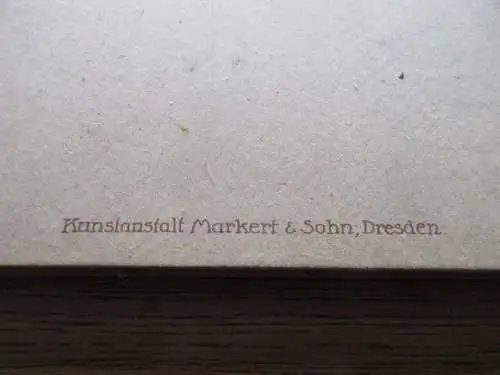 Kunstanstalt Markert & Sohn, Dresden.